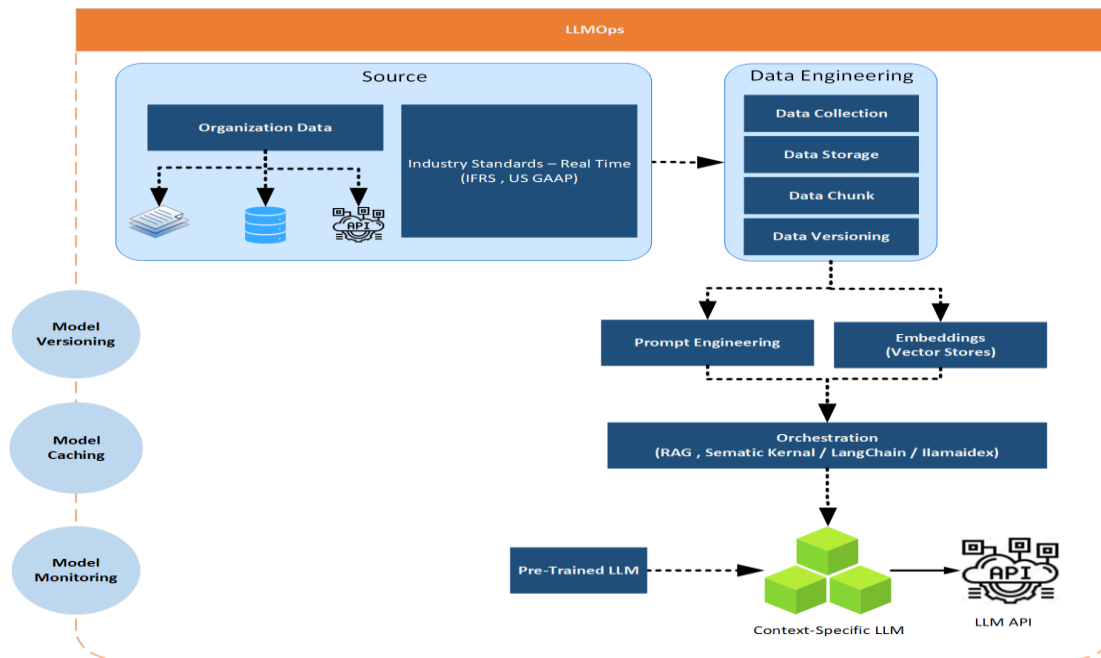 LLMOps
Source
Organization Data
API
Industry Standards – Real Time
(IFRS , US GAAP)
Data Engineering
Data Collection
Data Storage
Data Chunk
Data Versioning
Model
Versioning
Prompt Engineering
Embeddings
(Vector Stores)
Model
Caching
Orchestration
(RAG , Sematic Kernal / LangChain / Ilamaidex)
Model
Monitoring
Pre-Trained LLM
Context-Specific LLM
API
LLM API